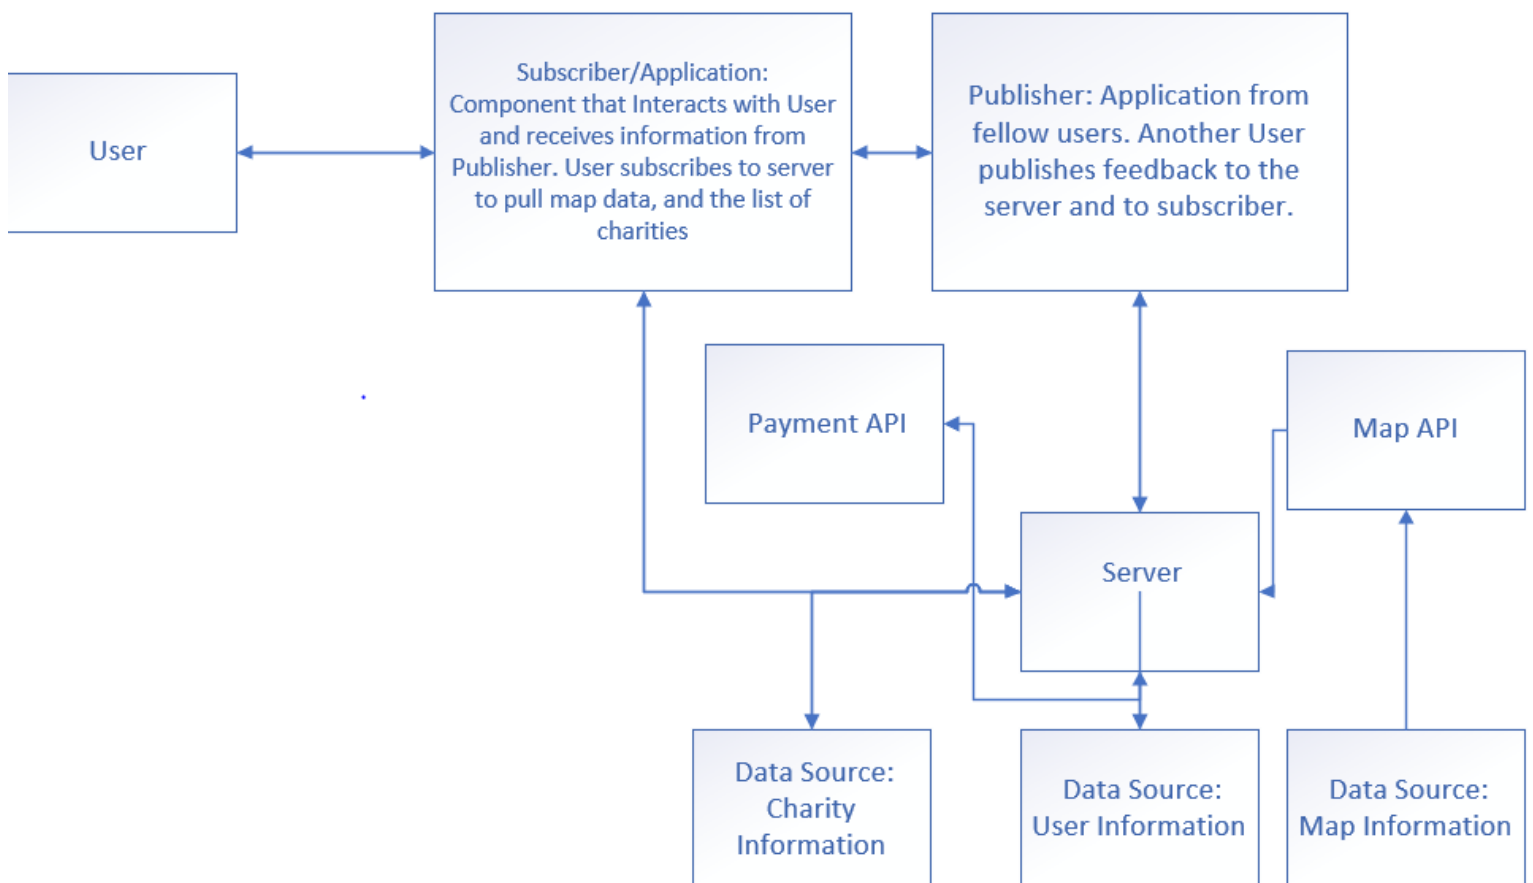 User
Subscriber/Application:
Component that Interacts with User
and receives information from
Publisher. User subscribes to server
to pull map data, and the list of
charities
Publisher: Application from
fellow users. Another User
publishes feedback to the
server and to subscriber.
Payment API
Map API
Server
Data Source:
Charity
Information
Data Source:
User Information
Data Source:
Map Information